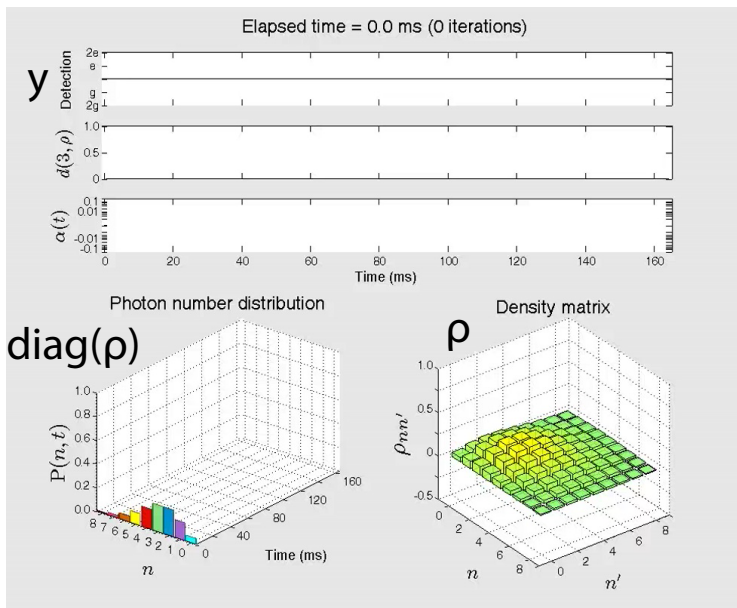 Elapsed time = 0.0 ms (0 iterations)
y
Detection
2e
e
g
2g
d(3, ρ)
1.0
0.5
0
α(t)
0.1
0.01
-0.01
-0.1
0 20 40 60 80 100 120 140 160
Time (ms)
Photon number distribution
diag(ρ)
P(n, t)
1.0
0.8
0.6
0.4
0.2
0.0
8 7 6 5 4 3 2 1 0
n
0 40 80 120 160
Time (ms)
Density matrix
ρ
ρnn′
1.0
0.5
0
-0.5
0 2 4 6 8
n
0 2 4 6 8
n′